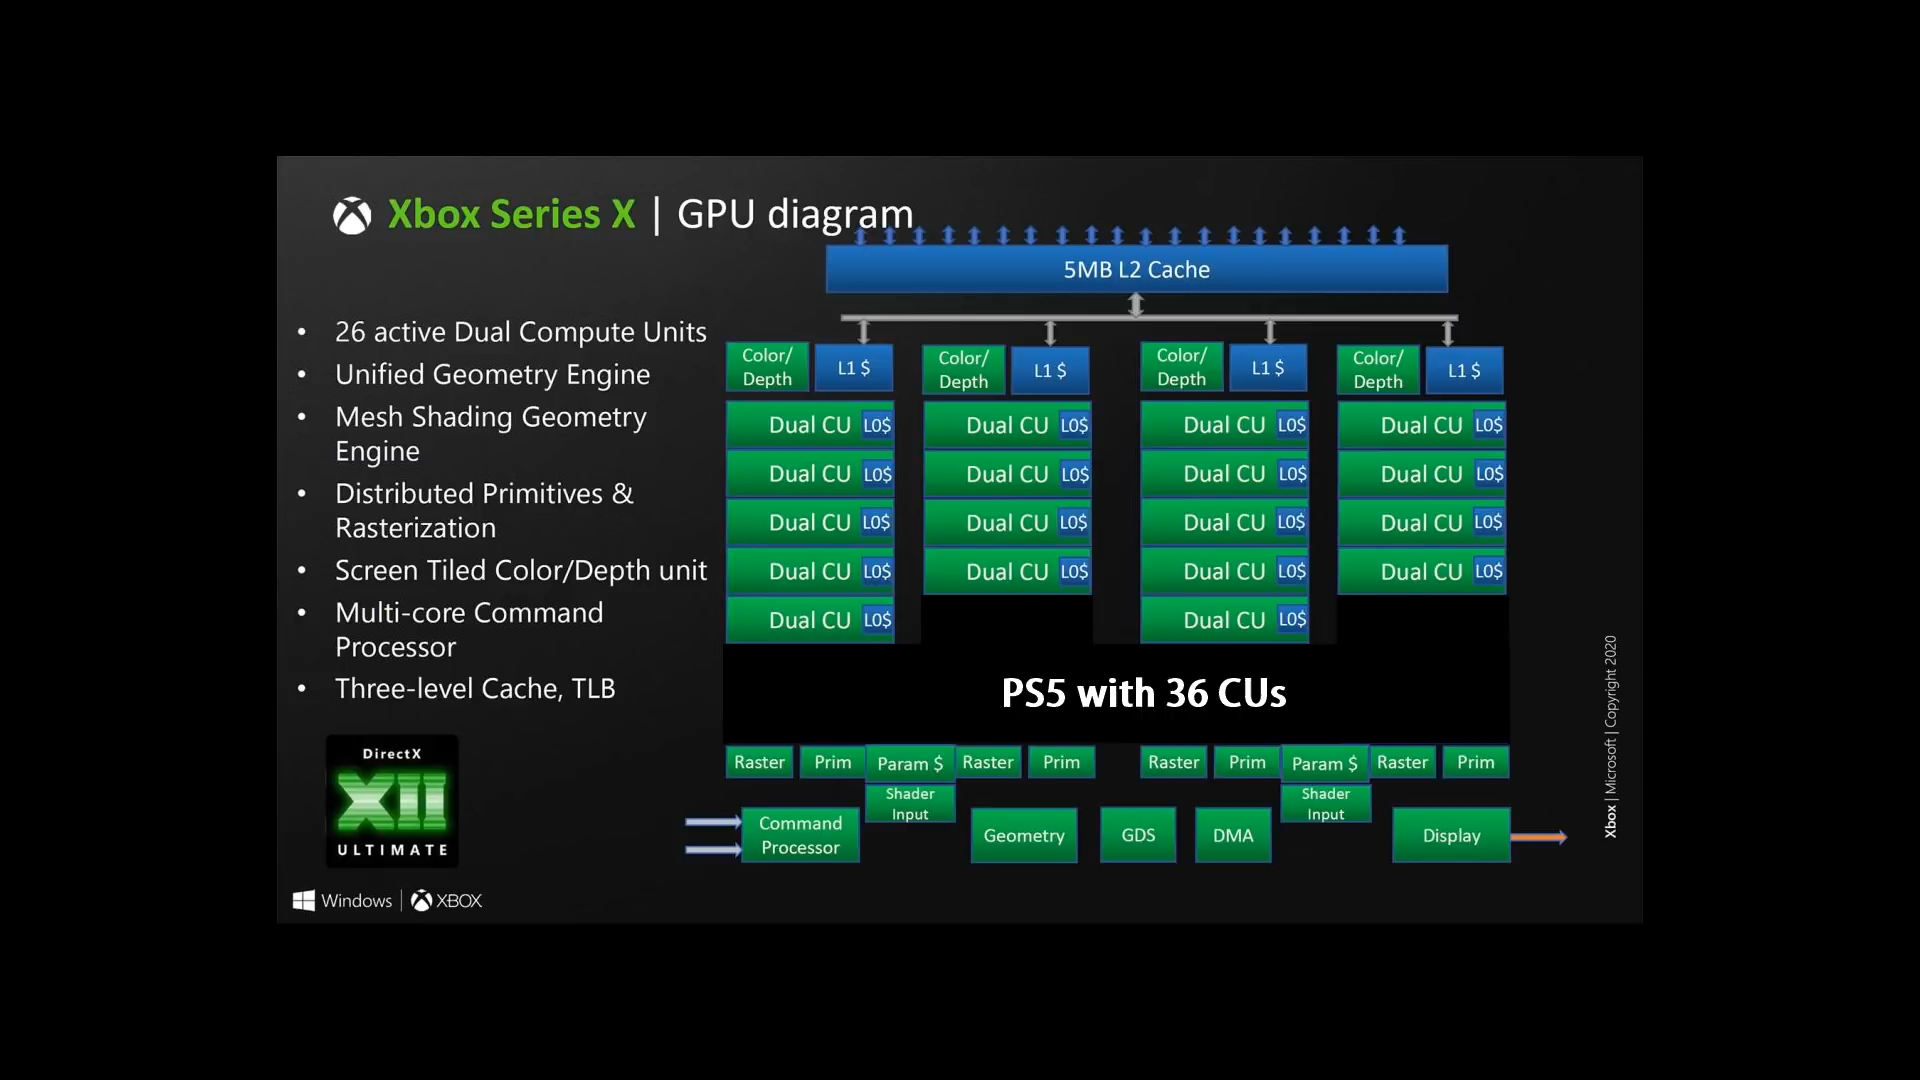 Xbox Series X | GPU diagram
• 26 active Dual Compute Units
• Unified Geometry Engine
• Mesh Shading Geometry
Engine
• Distributed Primitives &
Rasterization
• Screen Tiled Color/Depth unit
• Multi-core Command
Processor
• Three-level Cache, TLB
DirectX
XII
ULTIMATE
Windows | XBOX
5MB L2 Cache
Color/
Depth
L1 $
Color/
Depth
L1 $
Color/
Depth
L1 $
Color/
Depth
L1 $
Dual CU L0$ Dual CU L0$ Dual CU L0$ Dual CU L0$
Dual CU L0$ Dual CU L0$ Dual CU L0$ Dual CU L0$
Dual CU L0$ Dual CU L0$ Dual CU L0$ Dual CU L0$
Dual CU L0$ Dual CU L0$ Dual CU L0$ Dual CU L0$
Dual CU L0$ Dual CU L0$
PS5 with 36 CUs
Raster Prim Param $ Raster Prim Raster Prim Param $ Raster Prim
Shader
Input
Shader
Input
Command
Processor
Geometry
GDS
DMA
Display
Xbox | Microsoft | Copyright 2020